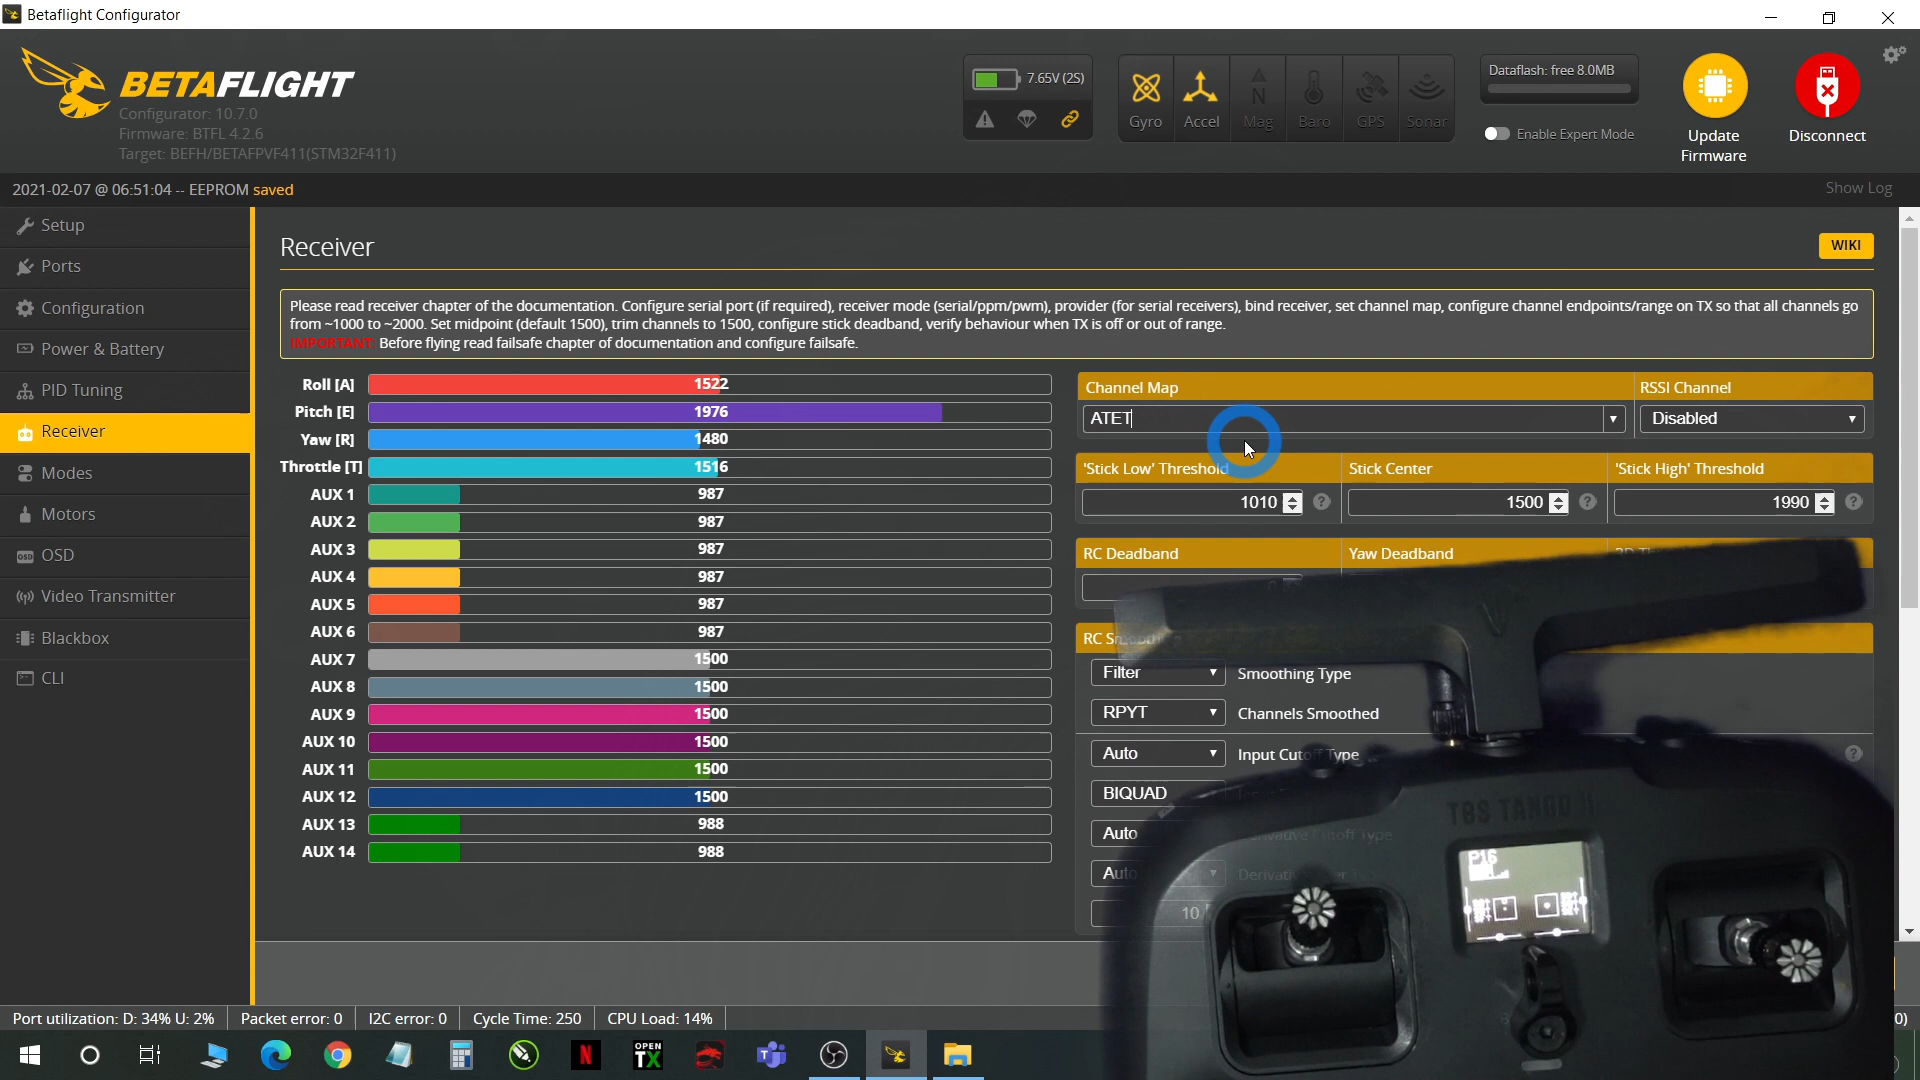 Betaflight Configurator
BETAFLIGHT
Configurator: 10.7.0
Firmware: BTFL 4.2.6
Target: BEFH/BETAFPVF411(STM32F411)
7.65V (2S)
Gyro
Accel
Mag
Baro
GPS
Sonar
Dataflash: free 8.0MB
Enable Expert Mode
Update
Firmware
Disconnect
2021-02-07 @ 06:51:04 -- EEPROM saved
Show Log
Setup
Ports
Configuration
Power & Battery
PID Tuning
Receiver
Modes
Motors
OSD
Video Transmitter
Blackbox
CLI
Receiver
WIKI
Please read receiver chapter of the documentation. Configure serial port (if required), receiver mode (serial/ppm/pwm), provider (for serial receivers), bind receiver, set channel map, configure channel endpoints/range on TX so that all channels go
from ~1000 to ~2000. Set midpoint (default 1500), trim channels to 1500, configure stick deadband, verify behaviour when TX is off or out of range.
IMPORTANT: Before flying read failsafe chapter of documentation and configure failsafe.
Roll [A] 1522
Pitch [E] 1976
Yaw [R] 1480
Throttle [T] 1516
AUX 1 987
AUX 2 987
AUX 3 987
AUX 4 987
AUX 5 987
AUX 6 987
AUX 7 1500
AUX 8 1500
AUX 9 1500
AUX 10 1500
AUX 11 1500
AUX 12 1500
AUX 13 988
AUX 14 988
Channel Map
RSSI Channel
ATET
Disabled
'Stick Low' Threshold
Stick Center
'Stick High' Threshold
1010
1500
1990
RC Deadband
Yaw Deadband
Filter
Smoothing Type
RPYT
Channels Smoothed
Auto
Input Cutoff Type
BIQUAD
Auto
Cutoff Type
Auto
10
TBS TANGO II
P16
Port utilization: D: 34% U: 2%
Packet error: 0
I2C error: 0
Cycle Time: 250
CPU Load: 14%
OPEN
TX